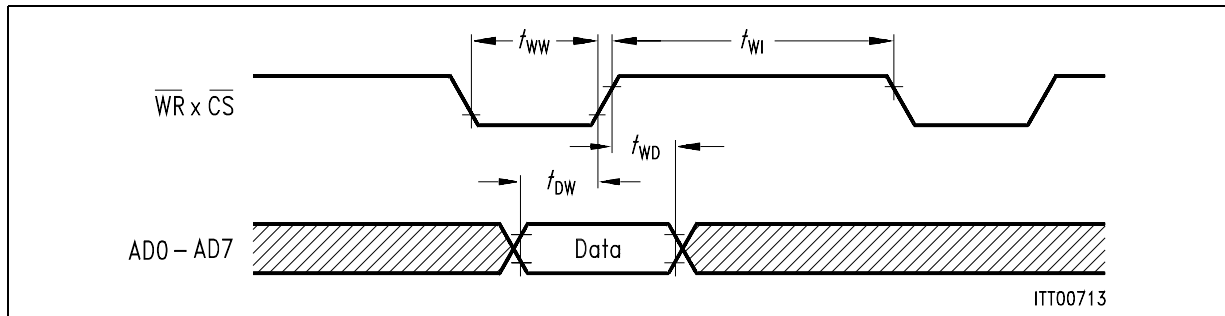 tWW
tWI
WR x CS
tWD
tDW
AD0 – AD7
Data
ITT00713